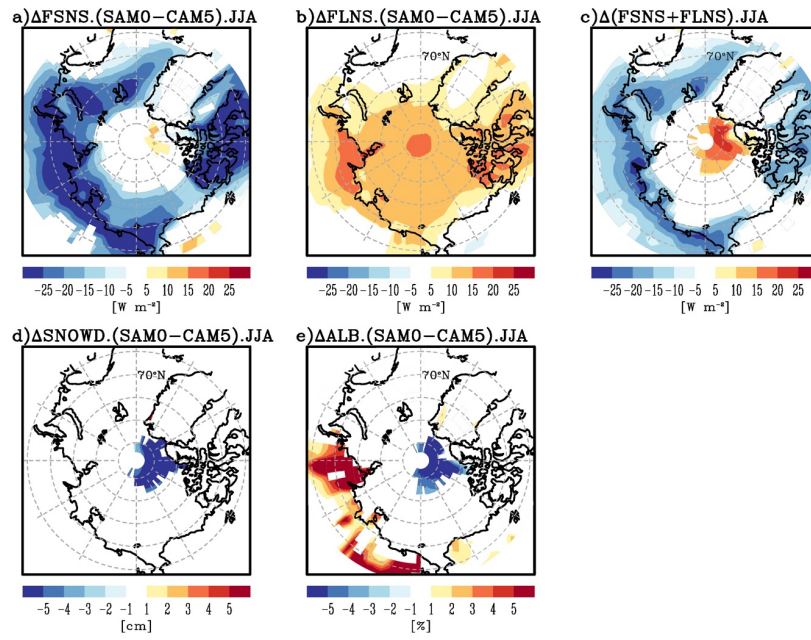 a)ΔFSNS.(SAM0−CAM5).JJA
b)ΔFLNS.(SAM0−CAM5).JJA
c)Δ(FSNS+FLNS).JJA
70°N
70°N
70°N
-25-20-15-10 -5 5 10 15 20 25
[W m⁻²]
-25-20-15-10 -5 5 10 15 20 25
[W m⁻²]
-25-20-15-10 -5 5 10 15 20 25
[W m⁻²]
d)ΔSNOWD.(SAM0−CAM5).JJA
e)ΔALB.(SAM0−CAM5).JJA
70°N
70°N
-5 -4 -3 -2 -1 1 2 3 4 5
[cm]
-5 -4 -3 -2 -1 1 2 3 4 5
[%]